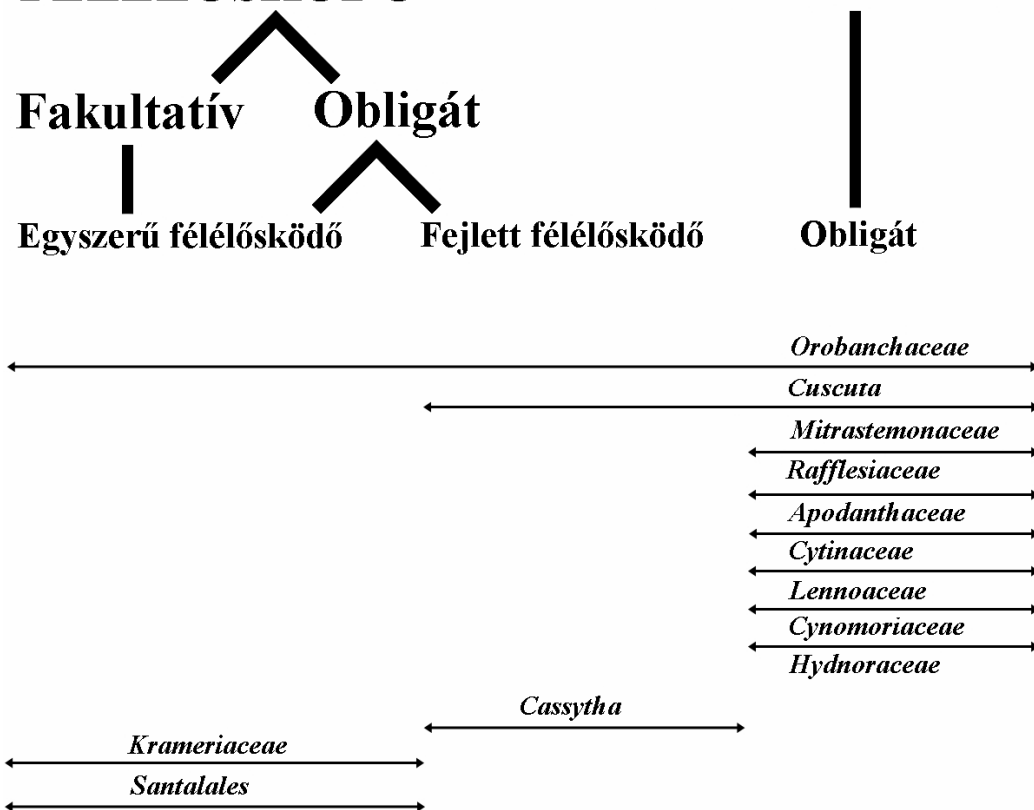 Fakultatív Obligát
Egyszerű félélősködő Fejlett félélősködő Obligát
Orobanchaceae
Cuscuta
Mitrastemonaceae
Rafflesiaceae
Apodanthaceae
Cytinaceae
Lennoaceae
Cynomoriaceae
Hydnoraceae
Cassytha
Krameriaceae
Santalales